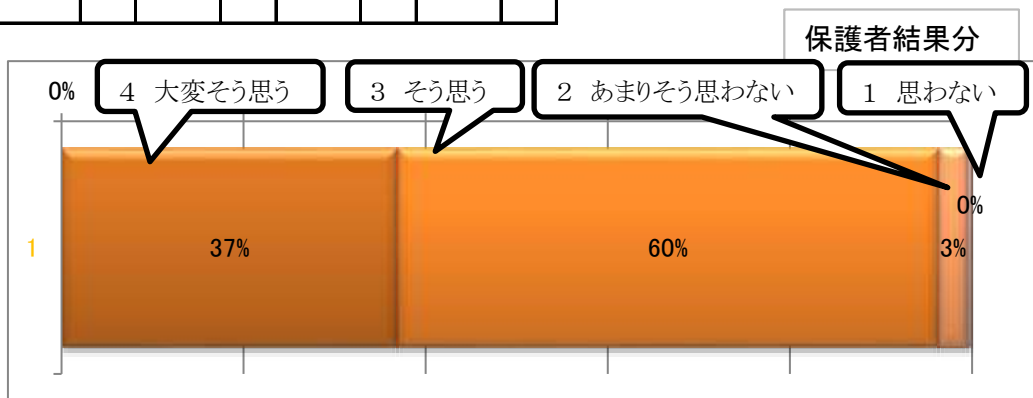 保護者結果分
0%
4 大変そう思う
3 そう思う
2 あまりそう思わない
1 思わない
0%
1
37%
60%
3%